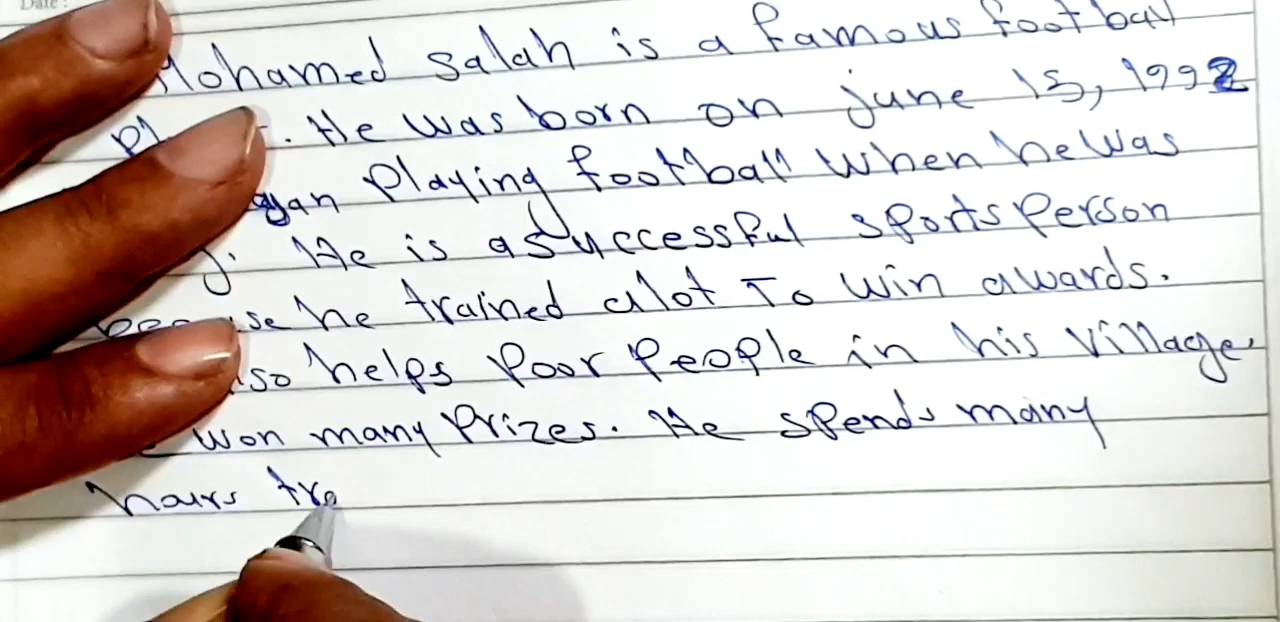 Date:
Mohamed salah is a famous football
He was born on june 15, 1992
Playing football when he was
He is a successful sports Person
he trained alot To win awards.
helps Poor People in his village
won many Prizes. He spends many
hours